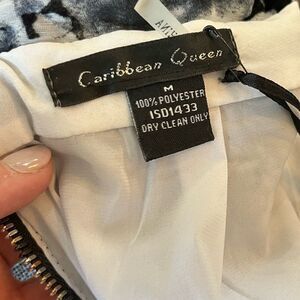 Caribbean Queen
M
100% POLYESTER
ISD1433
DRY CLEAN ONLY